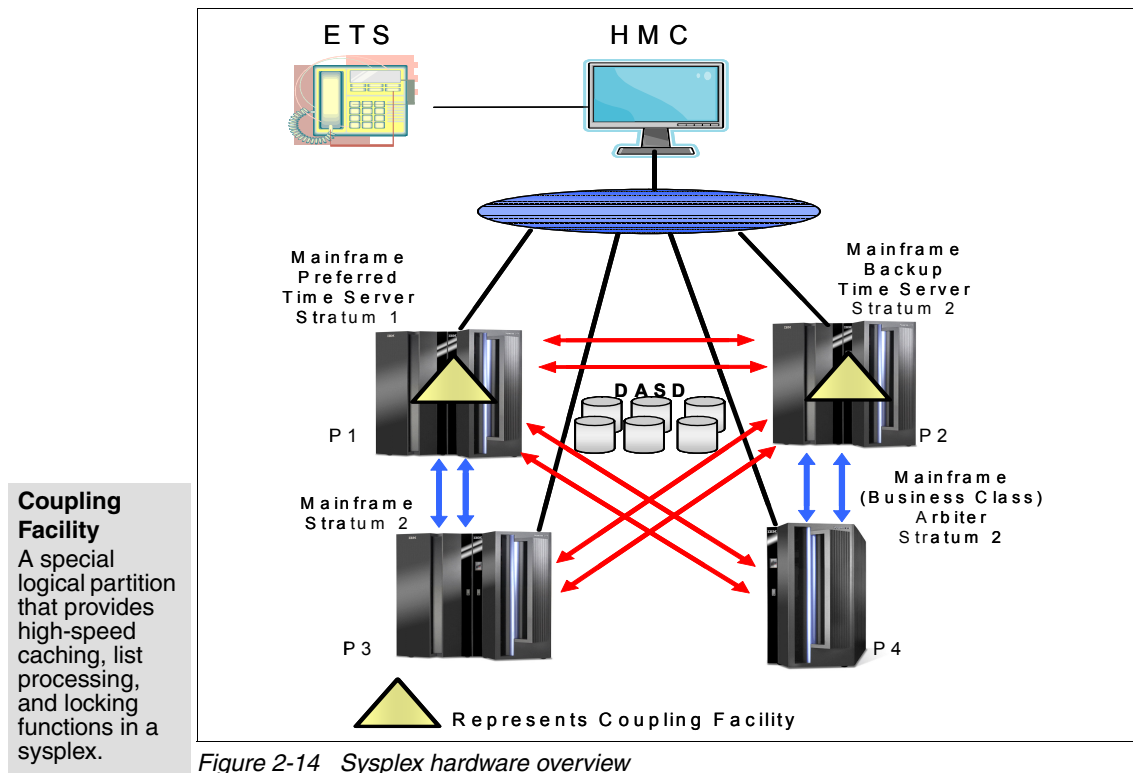 ETS
HMC
Mainframe
Preferred
Time Server
Stratum 1
Mainframe
Backup
Time Server
Stratum 2
DASD
P1
P2
Mainframe
Stratum 2
Mainframe
(Business Class)
Arbiter
Stratum 2
P3
P4
Represents Coupling Facility
Coupling
Facility
A special
logical partition
that provides
high-speed
caching, list
processing,
and locking
functions in a
sysplex.
Figure 2-14 Sysplex hardware overview